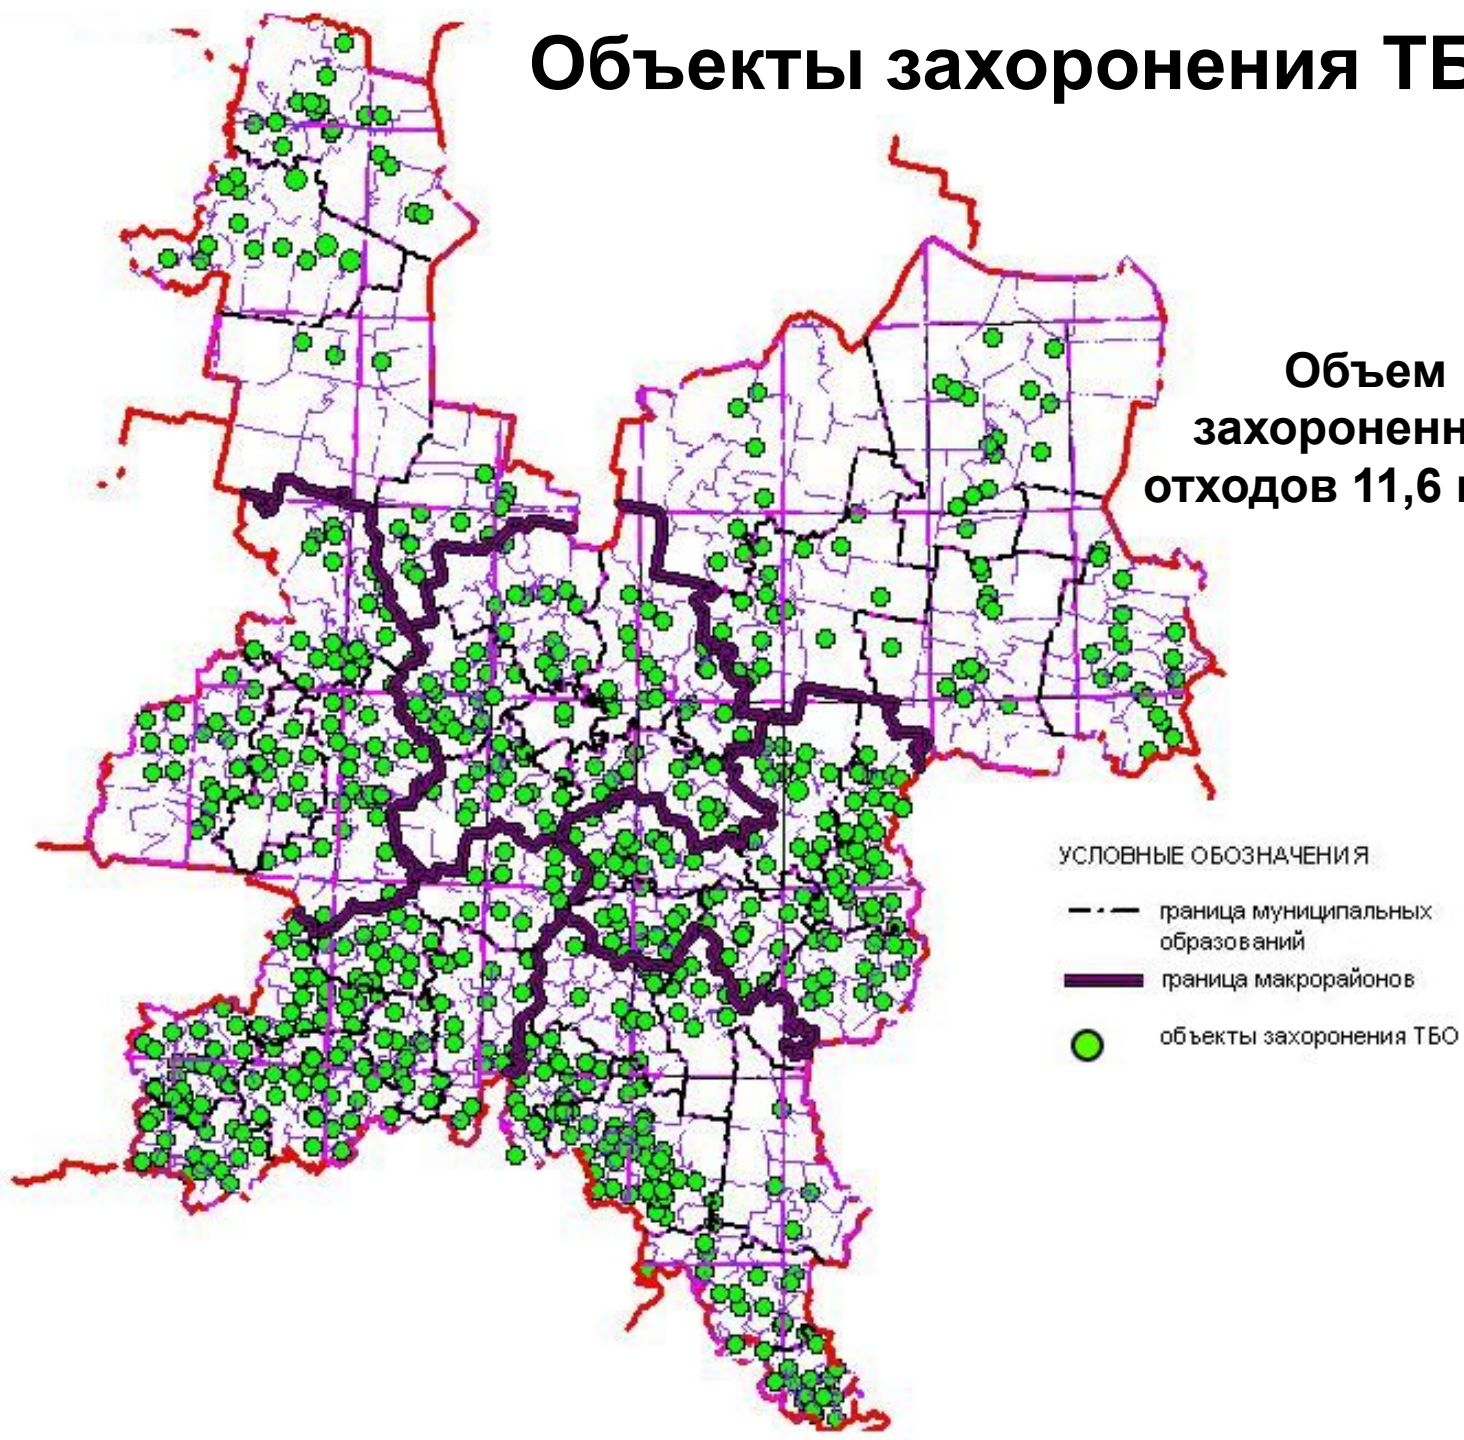 Объекты захоронения ТБ
Объем
захороненн
отходов 11,6
УСЛОВНЫЕ ОБОЗНАЧЕНИЯ
граница муниципальных
образований
граница макрорайонов
объекты захоронения ТБО